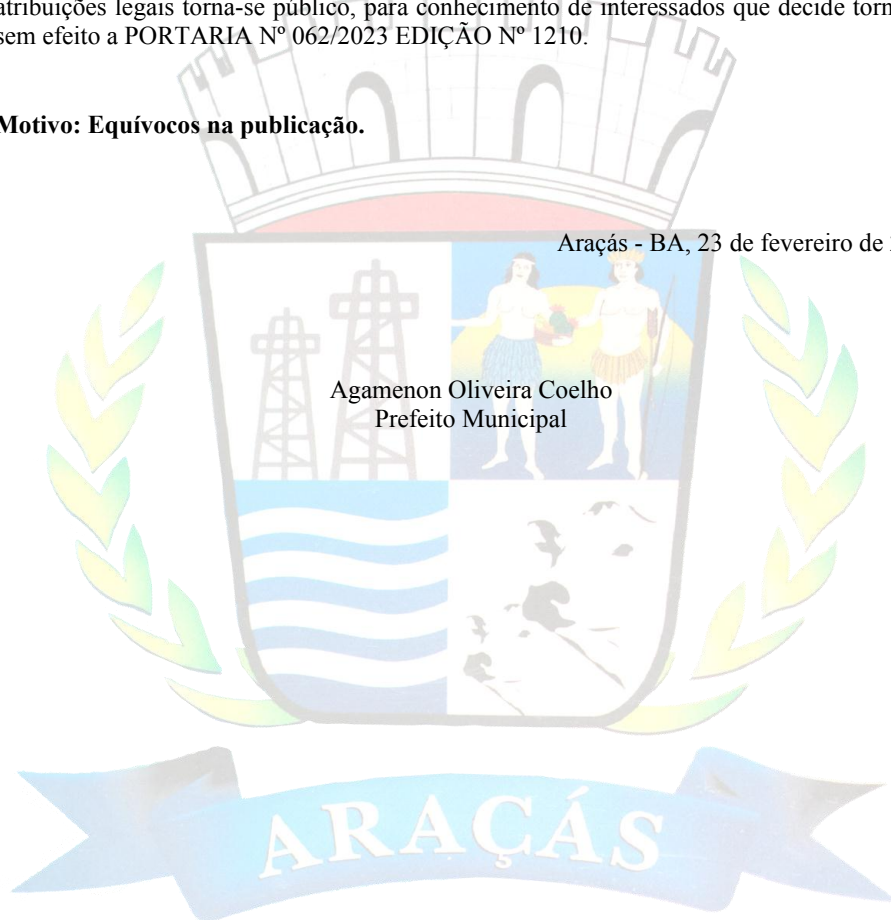 atribuições legais torna-se público, para conhecimento de interessados que decide
sem efeito a PORTARIA Nº 062/2023 EDIÇÃO Nº 1210.
Motivo: Equívocos na publicação.
Araçás - BA, 23 de fevereiro de
Agamenon Oliveira Coelho
Prefeito Municipal
ARAÇÁS